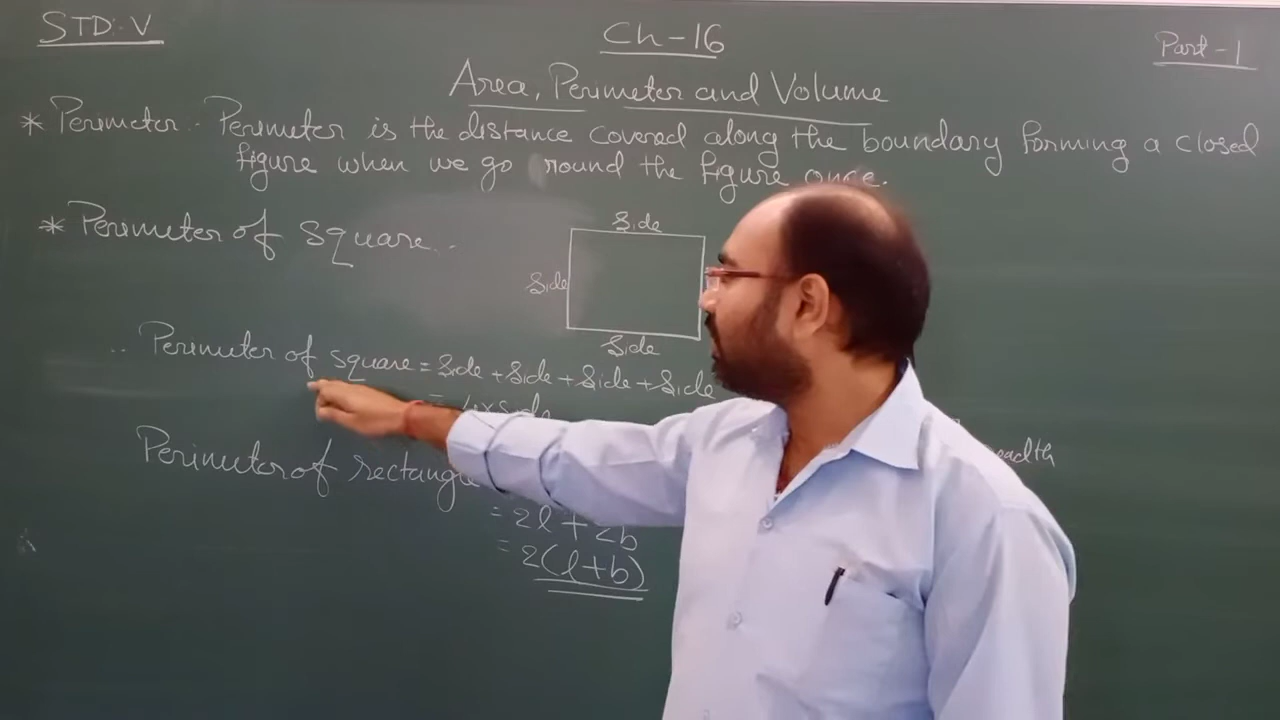 STD:V
Ch-16
Part-1
Area, Perimeter and Volume
* Perimeter:- Perimeter is the distance covered along the boundary forming a closed
figure when we go round the figure once.
* Perimeter of square:-
Side
Side
Side
∴ Perimeter of square = Side + Side + Side + Side
= 4×Side
Perimeter of rectangle
= 2l + 2b
= 2(l+b)